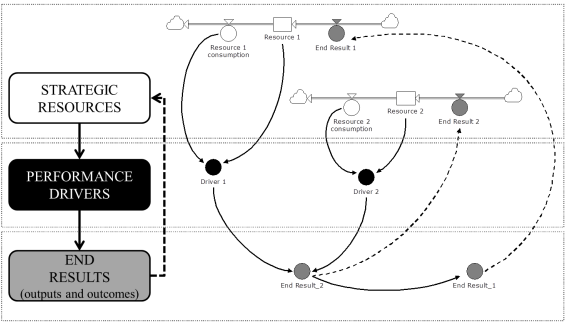 STRATEGIC
RESOURCES
PERFORMANCE
DRIVERS
END
RESULTS
(outputs and outcomes)
Resource 1
consumption
Resource 1
End Result 1
Resource 2
consumption
Resource 2
End Result 2
Driver 1
Driver 2
End Result_2
End Result_1